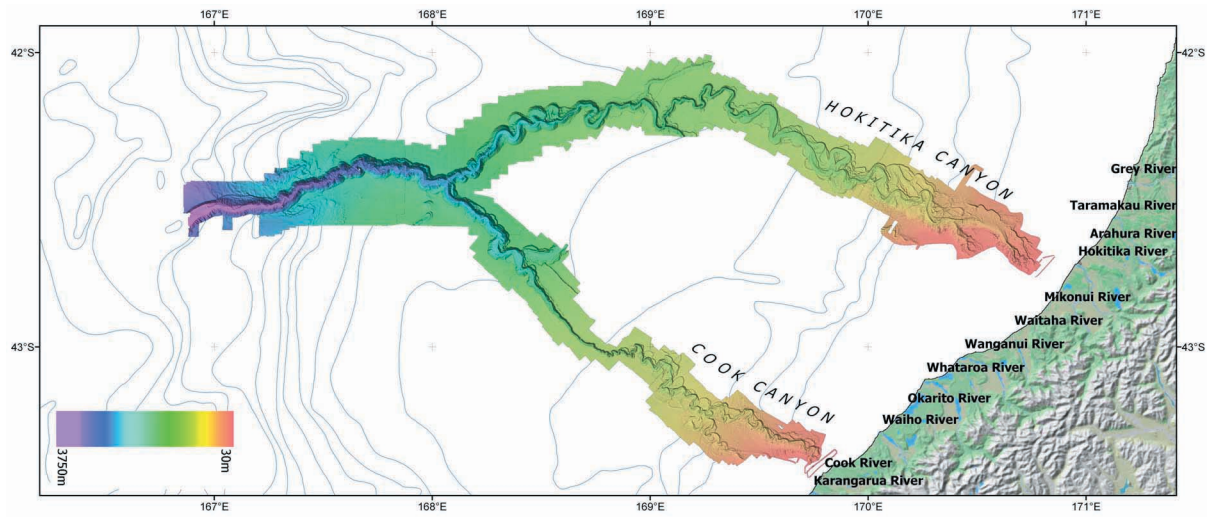 167°E 168°E 169°E 170°E 171°E
42°S 42°S
HOKITIKA CANYON
Grey River
Taramakau River
Arahura River
Hokitika River
Mikonui River
Waitaha River
Wanganui River
43°S 43°S
COOK CANYON
Whataroa River
Okarito River
Waiho River
3750m 30m
Cook River
Karangarua River
167°E 168°E 169°E 170°E 171°E